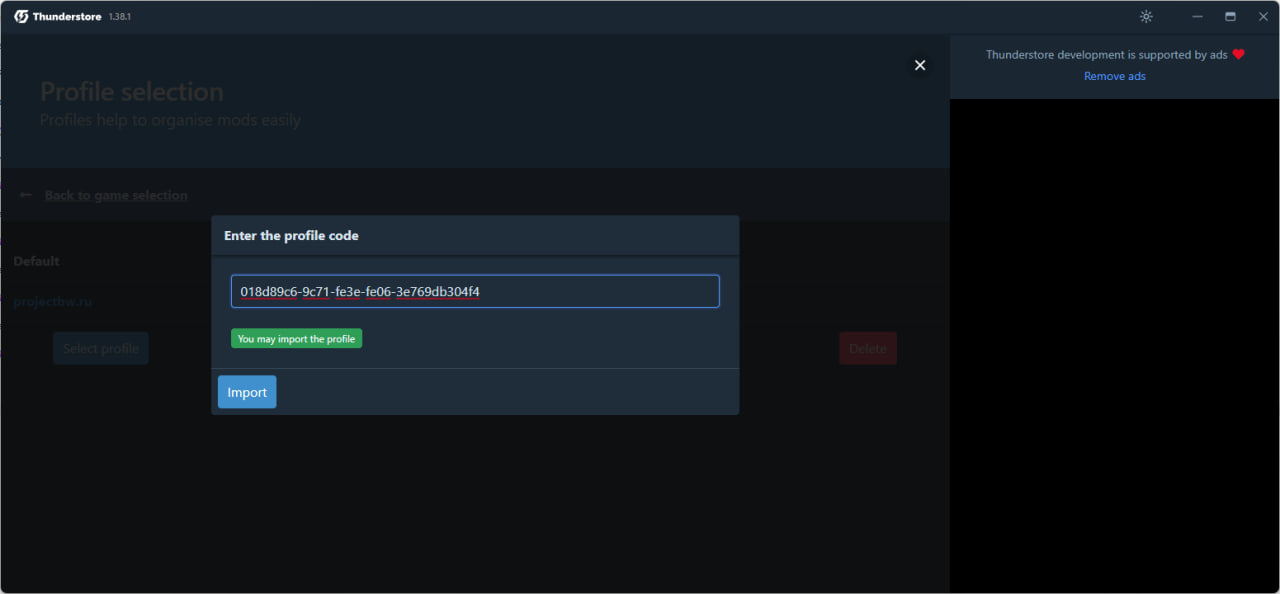 Thunderstore 1.38.1
Thunderstore development is supported by ads
Remove ads
Profile selection
Profiles help to organise mods easily
Back to game selection
Enter the profile code
Default
018d89c6-9c71-fe3e-fe06-3e769db304f4
projectbw.ru
You may import the profile
Select profile
Delete
Import